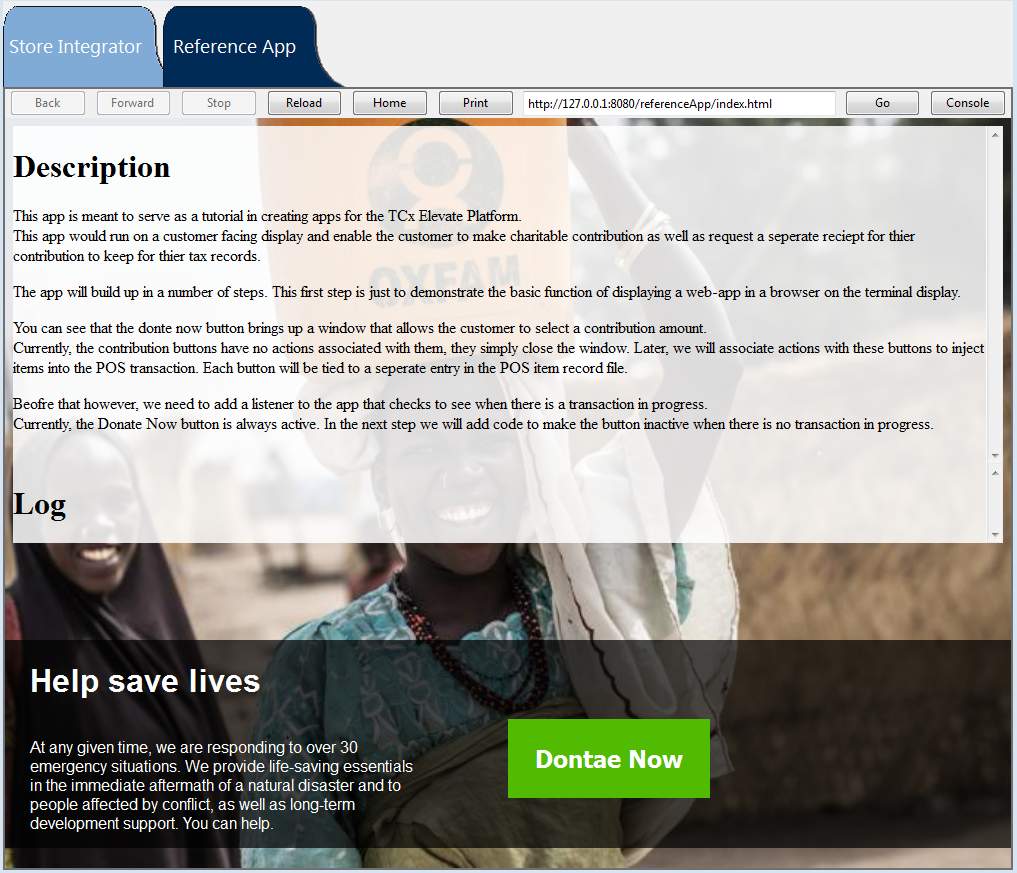 Store Integrator
Reference App
Back
Forward
Stop
Reload
Home
Print
http://127.0.0.1:8080/referenceApp/index.html
Go
Console
Description
This app is meant to serve as a tutorial in creating apps for the TCx Elevate Platform.
This app would run on a customer facing display and enable the customer to make charitable contribution as well as request a seperate reciept for thier
contribution to keep for thier tax records.
The app will build up in a number of steps. This first step is just to demonstrate the basic function of displaying a web-app in a browser on the terminal display.
You can see that the donte now button brings up a window that allows the customer to select a contribution amount.
Currently, the contribution buttons have no actions associated with them, they simply close the window. Later, we will associate actions with these buttons to inject
items into the POS transaction. Each button will be tied to a seperate entry in the POS item record file.
Beofre that however, we need to add a listener to the app that checks to see when there is a transaction in progress.
Currently, the Donate Now button is always active. In the next step we will add code to make the button inactive when there is no transaction in progress.
OXFAM
Log
Help save lives
At any given time, we are responding to over 30
emergency situations. We provide life-saving essentials
in the immediate aftermath of a natural disaster and to
people affected by conflict, as well as long-term
development support. You can help.
Dontae Now